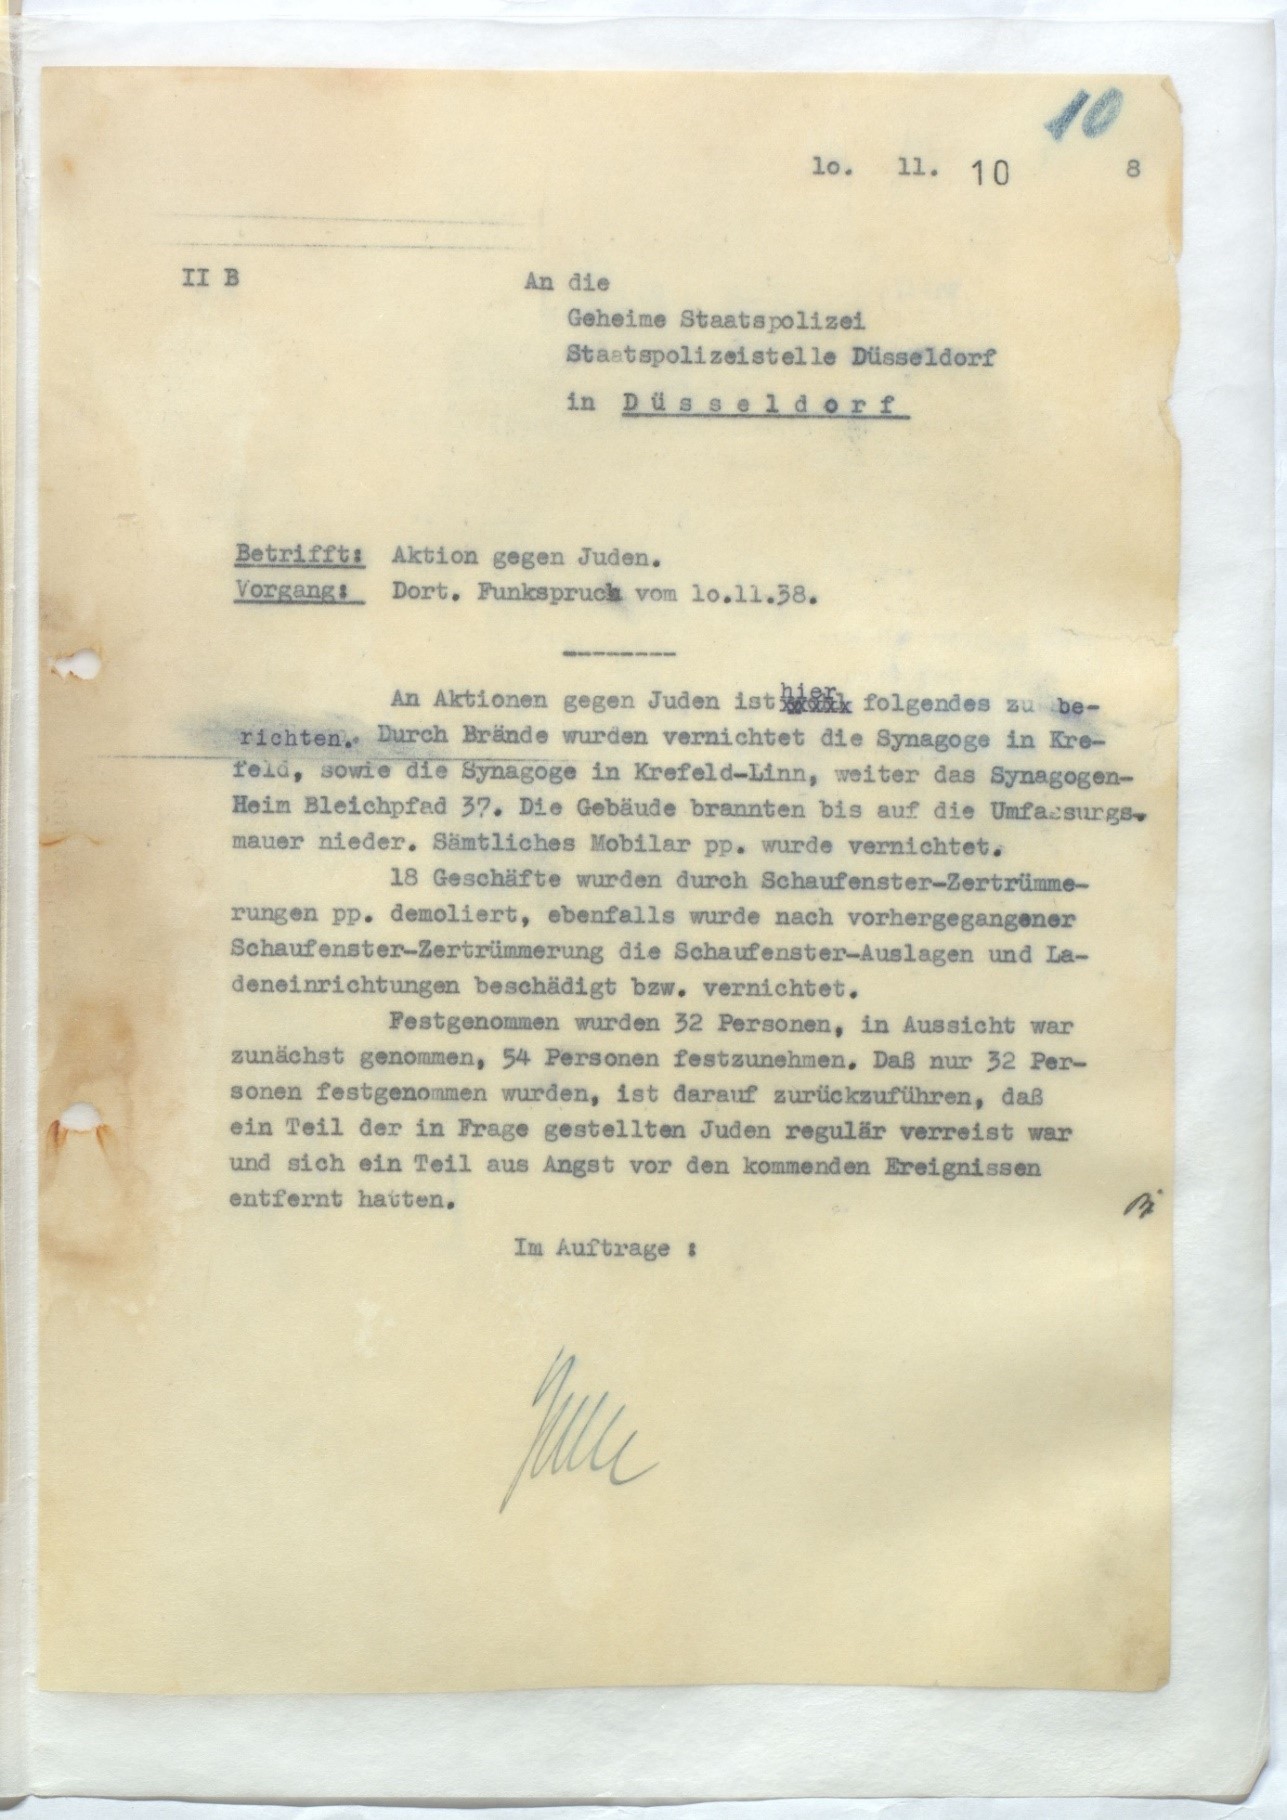 10
lo. 11. 10 8
II B
An die
Geheime Staatspolizei
Staatspolizeistelle Düsseldorf
in Düsseldorf
Betrifft: Aktion gegen Juden.
Vorgang: Dort. Funkspruch vom lo.11.38.
--------
An Aktionen gegen Juden ist hier folgendes zu be-
richten. Durch Brände wurden vernichtet die Synagoge in Kre-
feld, sowie die Synagoge in Krefeld-Linn, weiter das Synagogen-
Heim Bleichpfad 37. Die Gebäude brannten bis auf die Umfassungs-
mauer nieder. Sämtliches Mobilar pp. wurde vernichtet.
18 Geschäfte wurden durch Schaufenster-Zertrümme-
rungen pp. demoliert, ebenfalls wurde nach vorhergegangener
Schaufenster-Zertrümmerung die Schaufenster-Auslagen und La-
deneinrichtungen beschädigt bzw. vernichtet.
Festgenommen wurden 32 Personen, in Aussicht war
zunächst genommen, 54 Personen festzunehmen. Daß nur 32 Per-
sonen festgenommen wurden, ist darauf zurückzuführen, daß
ein Teil der in Frage gestellten Juden regulär verreist war
und sich ein Teil aus Angst vor den kommenden Ereignissen
entfernt hatten.
Im Auftrage :